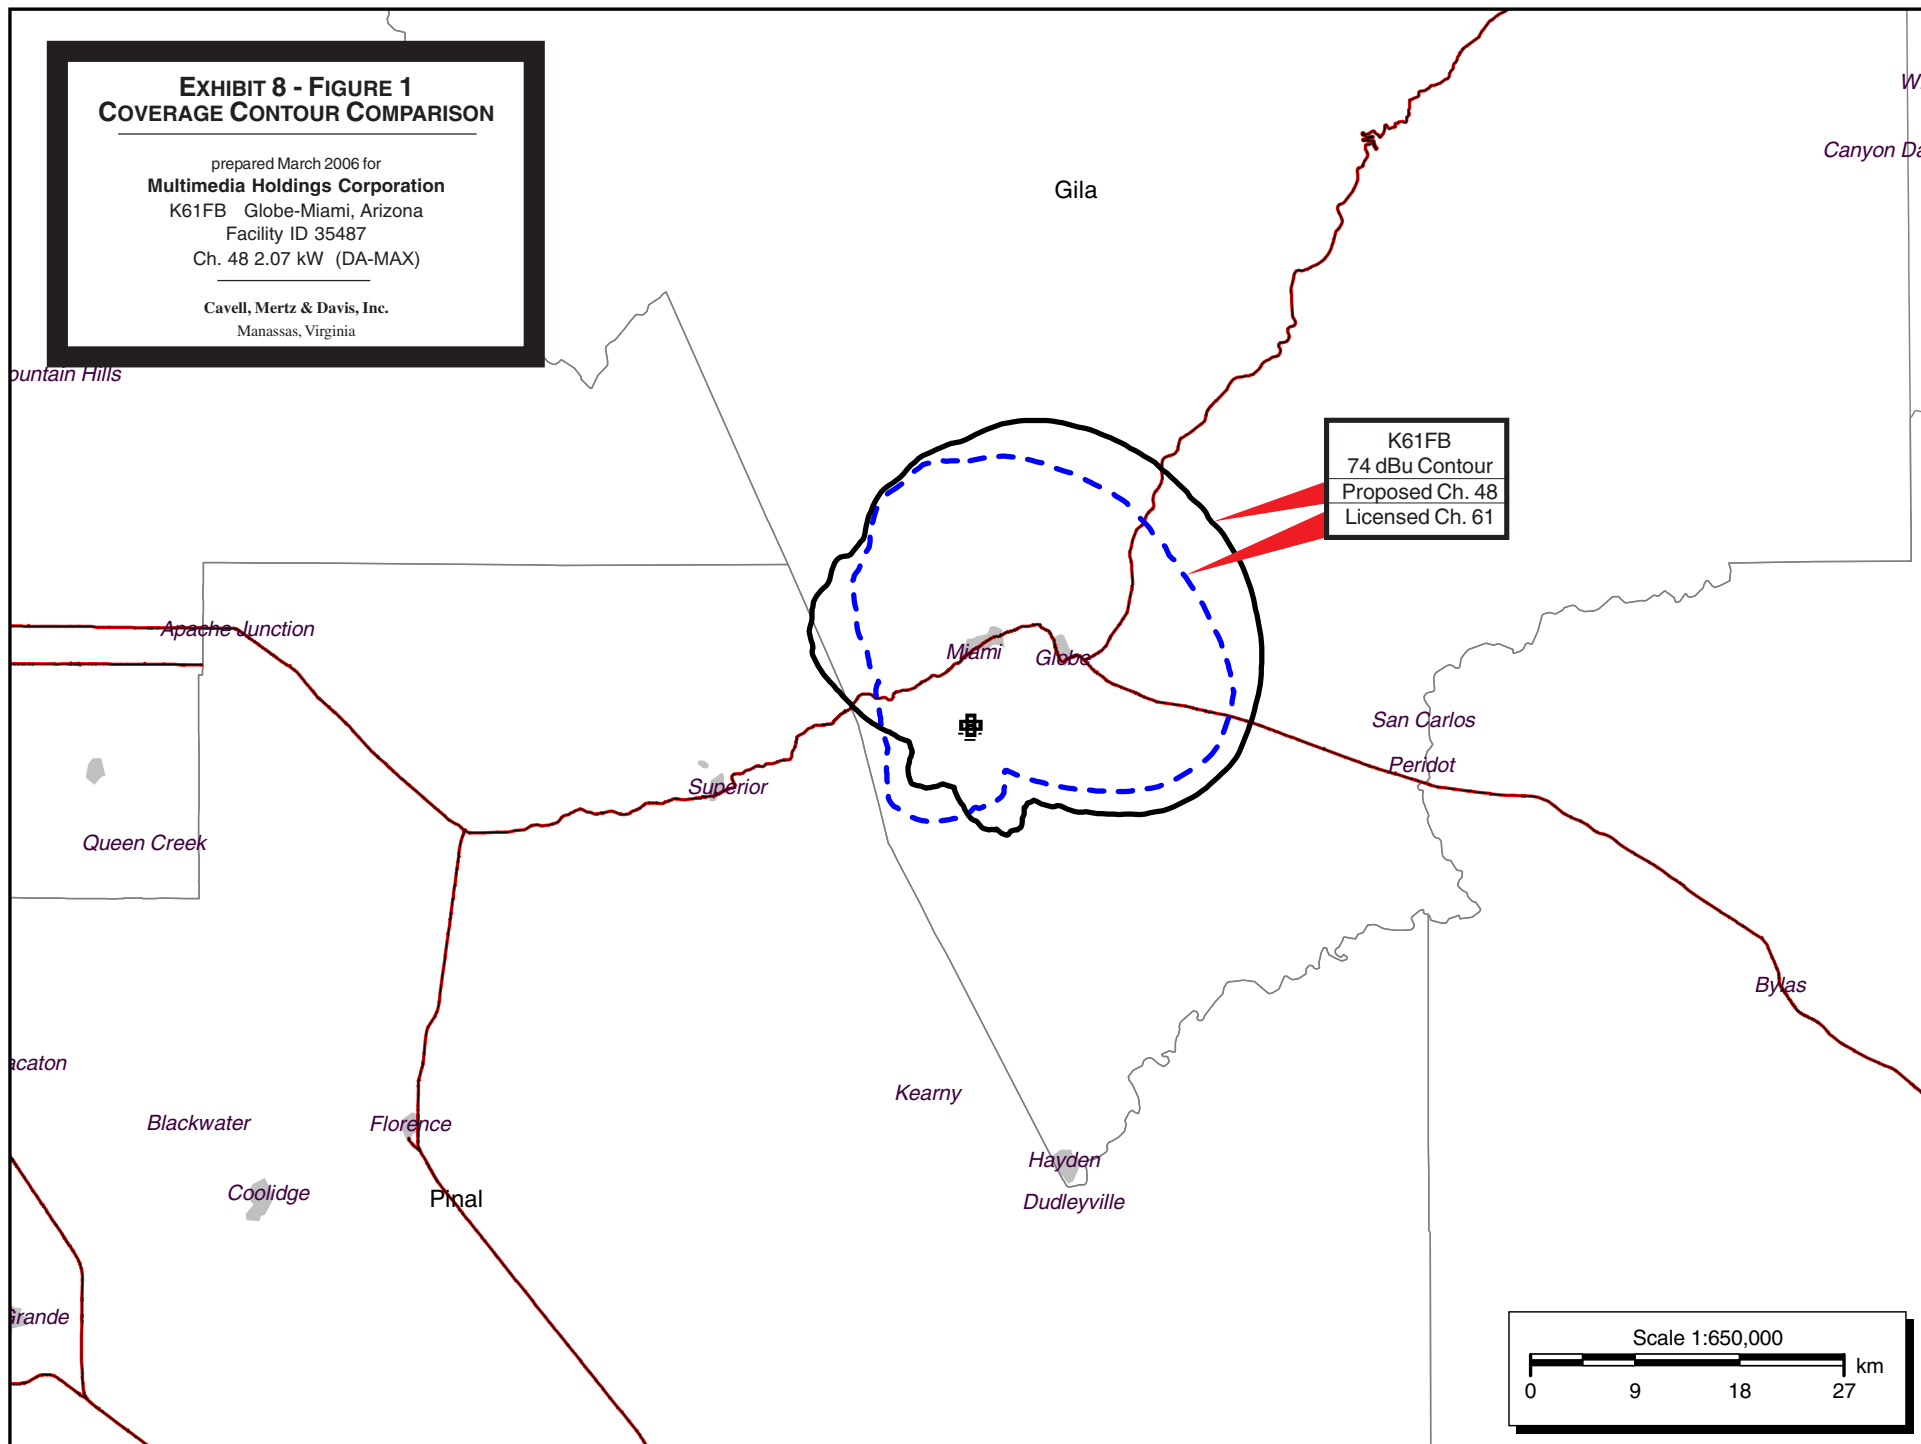 EXHIBIT 8 - FIGURE 1
COVERAGE CONTOUR COMPARISON
prepared March 2006 for
Multimedia Holdings Corporation
K61FB Globe-Miami, Arizona
Facility ID 35487
Ch. 48 2.07 kW (DA-MAX)
Cavell, Mertz & Davis, Inc.
Manassas, Virginia
Canyon Da
Gila
ountain Hills
K61FB
74 dBu Contour
Proposed Ch. 48
Licensed Ch. 61
Apache Junction
Miami
Globe
San Carlos
Peridot
Superior
Queen Creek
Bylas
acaton
Kearny
Blackwater
Florence
Hayden
Coolidge
Pinal
Dudleyville
Grande
Scale 1:650,000
km
0 9 18 27